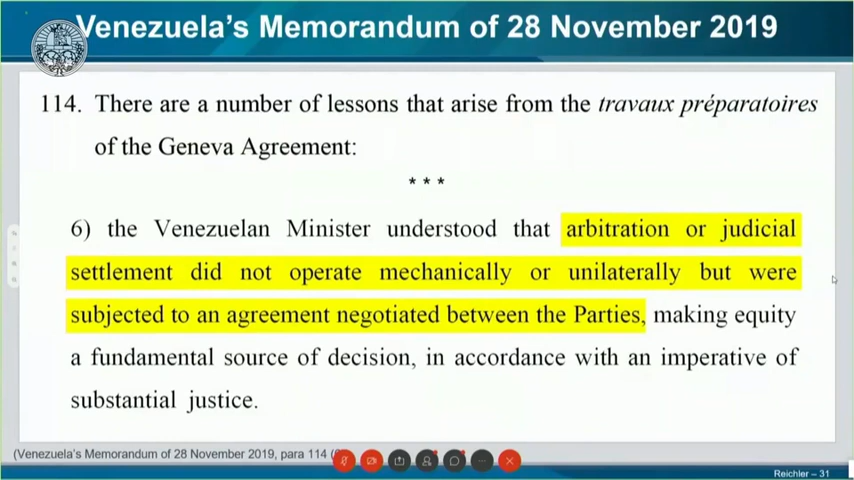 Venezuela's Memorandum of 28 November 2019
114. There are a number of lessons that arise from the travaux préparatoires
of the Geneva Agreement:
* * *
6) the Venezuelan Minister understood that arbitration or judicial
settlement did not operate mechanically or unilaterally but were
subjected to an agreement negotiated between the Parties, making equity
a fundamental source of decision, in accordance with an imperative of
substantial justice.
(Venezuela's Memorandum of 28 November 2019, para 114
Reichler – 31